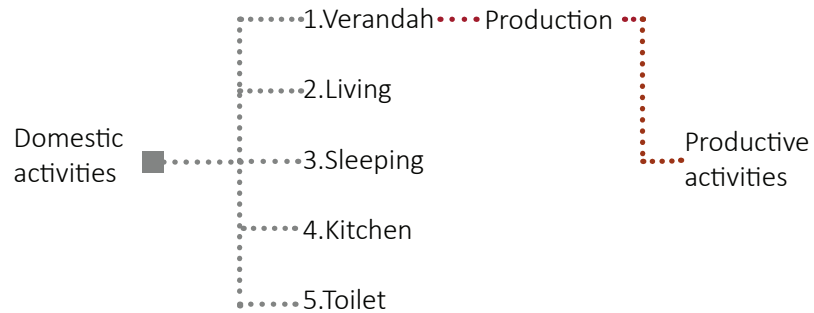 1.Verandah
Production
2.Living
Domestic
activities
3.Sleeping
Productive
activities
4.Kitchen
5.Toilet